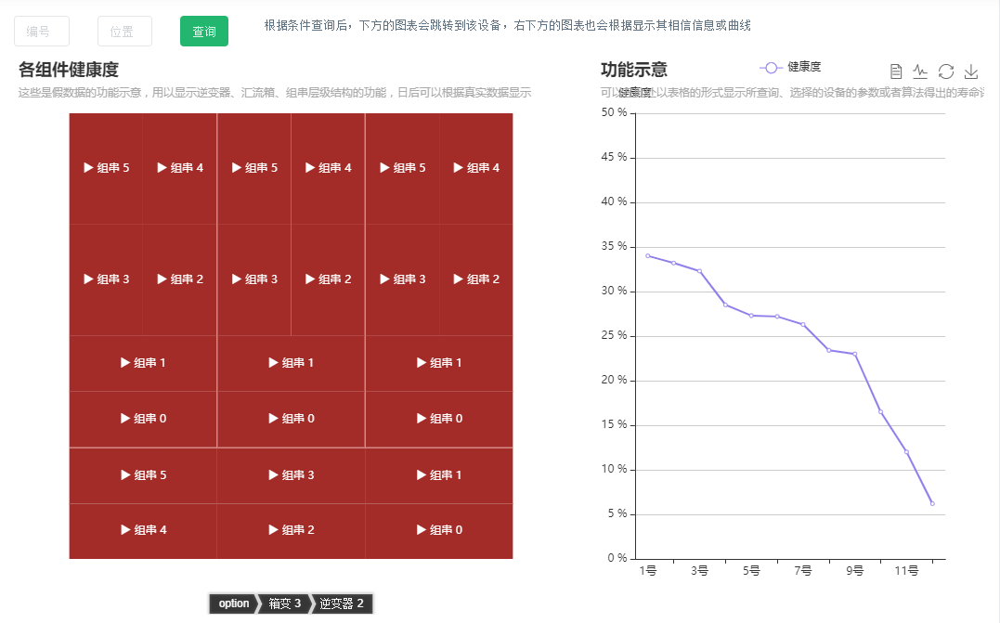 编号 位置 查询 根据条件查询后，下方的图表会跳转到该设备，右下方的图表也会根据显示其相信信息或曲线
各组件健康度
这些是假数据的功能示意，用以显示逆变器、汇流箱、组串层级结构的功能，日后可以根据真实数据显示
▶ 组串 5 ▶ 组串 4 ▶ 组串 5 ▶ 组串 4 ▶ 组串 5 ▶ 组串 4
▶ 组串 3 ▶ 组串 2 ▶ 组串 3 ▶ 组串 2 ▶ 组串 3 ▶ 组串 2
▶ 组串 1 ▶ 组串 1 ▶ 组串 1
▶ 组串 0 ▶ 组串 0 ▶ 组串 0
▶ 组串 5 ▶ 组串 3 ▶ 组串 1
▶ 组串 4 ▶ 组串 2 ▶ 组串 0
option 箱变 3 逆变器 2
功能示意 健康度
可以 处以表格的形式显示所查询、选择的设备的参数或者算法得出的寿命
健康度
50 %
45 %
40 %
35 %
30 %
25 %
20 %
15 %
10 %
5 %
0 %
1号 3号 5号 7号 9号 11号